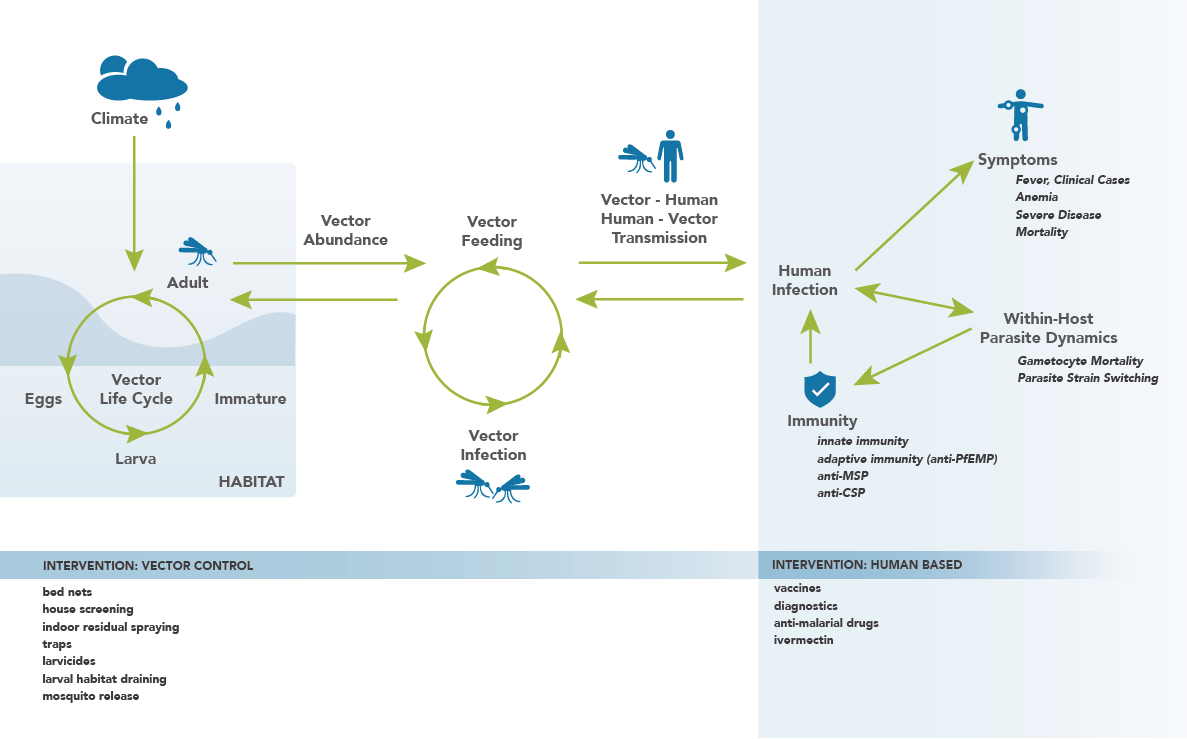 Climate
Adult
Vector
Life Cycle
Eggs
Immature
Larva
HABITAT
Vector
Abundance
Vector
Feeding
Vector
Infection
Vector - Human
Human - Vector
Transmission
Human
Infection
Symptoms
Fever, Clinical Cases
Anemia
Severe Disease
Mortality
Within-Host
Parasite Dynamics
Gametocyte Mortality
Parasite Strain Switching
Immunity
innate immunity
adaptive immunity (anti-PfEMP)
anti-MSP
anti-CSP
INTERVENTION: VECTOR CONTROL
bed nets
house screening
indoor residual spraying
traps
larvicides
larval habitat draining
mosquito release
INTERVENTION: HUMAN BASED
vaccines
diagnostics
anti-malarial drugs
ivermectin